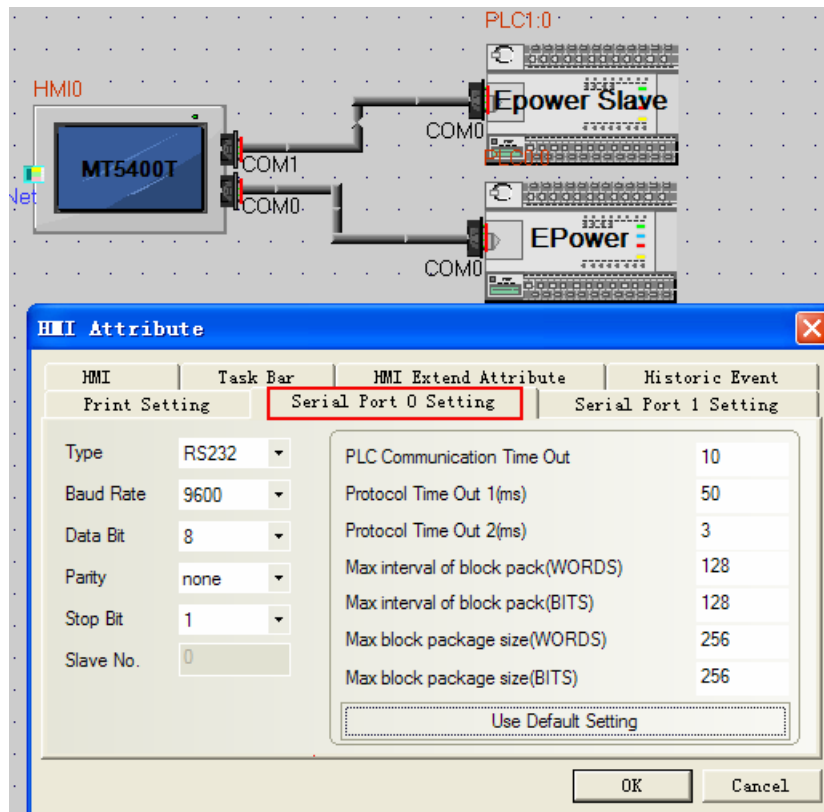 PLC1:0
HMI0
Epower Slave
COM0
MT5400T
COM1
PLC0:0
Net
COM0
EPower
COM0
HMI Attribute
HMI Task Bar HMI Extend Attribute Historic Event
Print Setting Serial Port 0 Setting Serial Port 1 Setting
Type RS232 PLC Communication Time Out 10
Baud Rate 9600 Protocol Time Out 1(ms) 50
Data Bit 8 Protocol Time Out 2(ms) 3
Parity none Max interval of block pack(WORDS) 128
Max interval of block pack(BITS) 128
Stop Bit 1 Max block package size(WORDS) 256
Slave No. 0 Max block package size(BITS) 256
Use Default Setting
OK Cancel